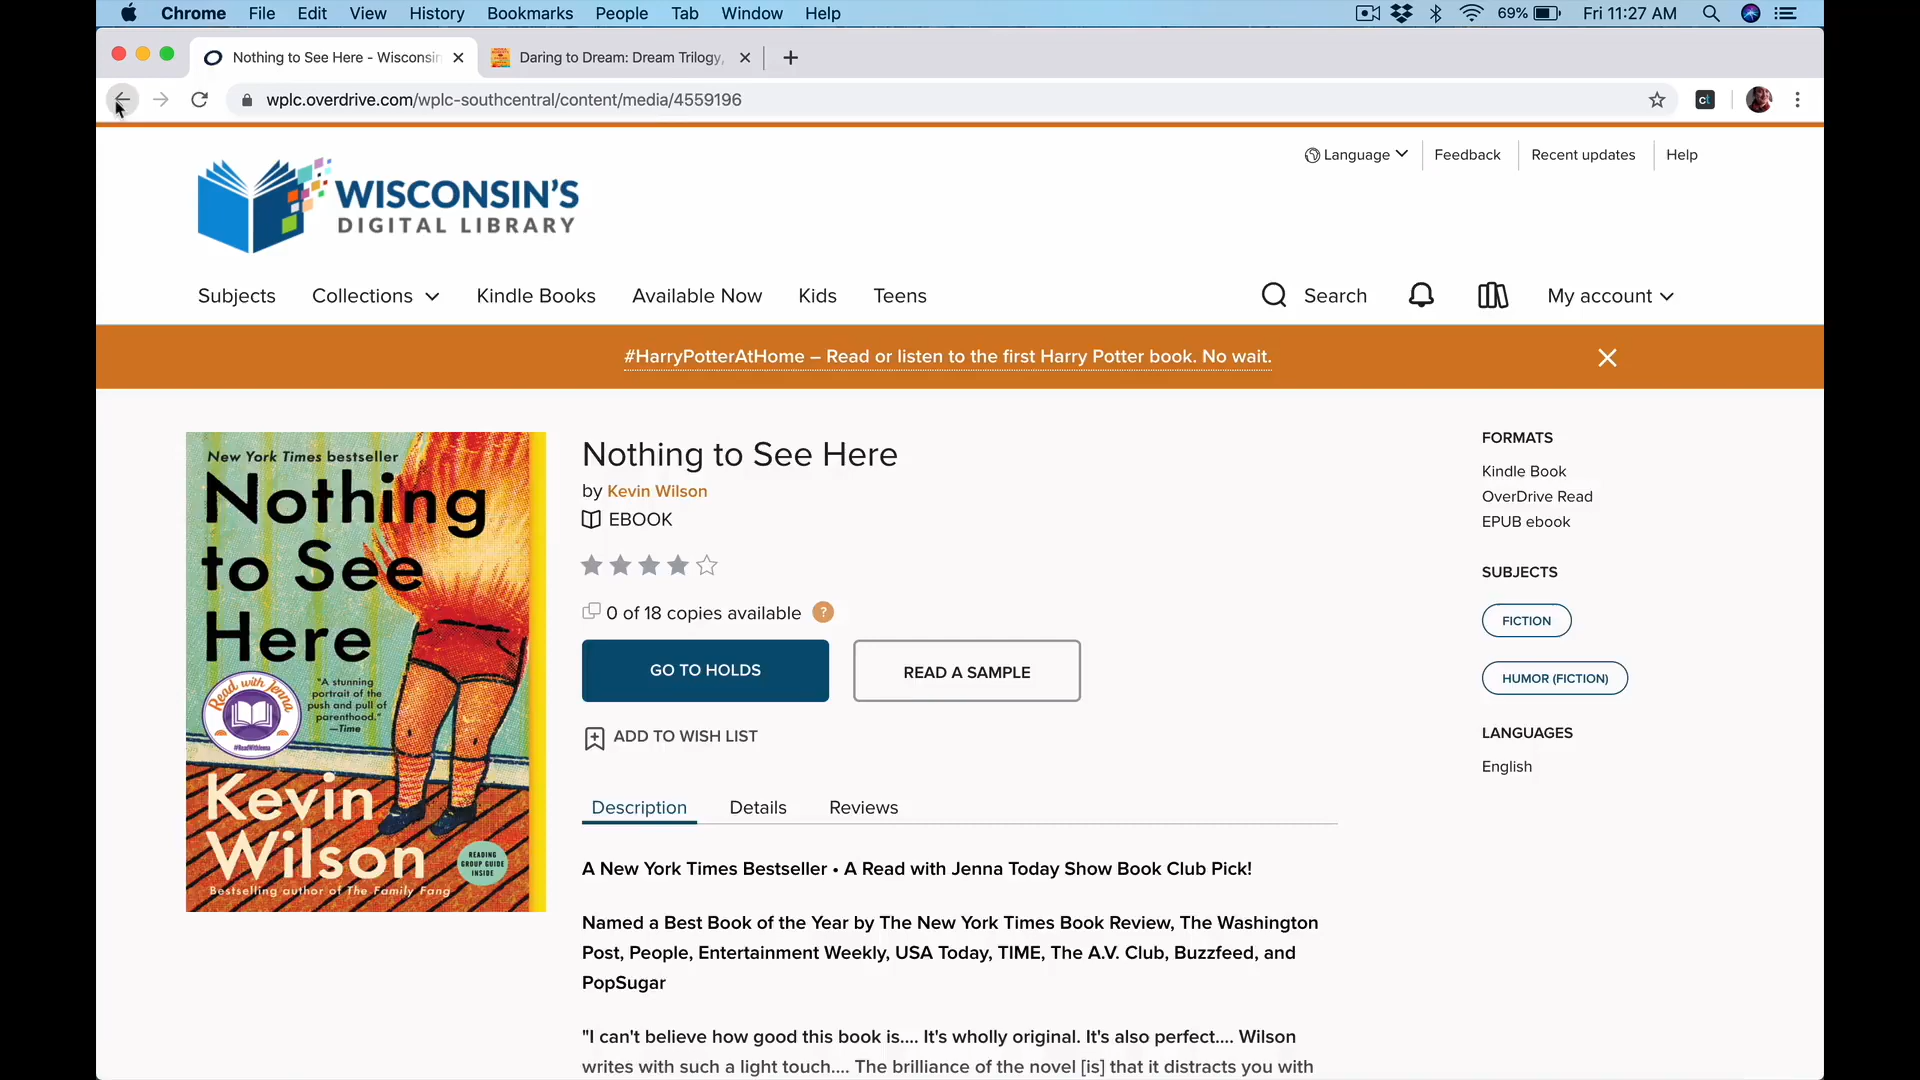 Chrome File Edit View History Bookmarks People Tab Window Help 69% Fri 11:27 AM
Nothing to See Here - Wisconsin Daring to Dream: Dream Trilogy,
wplc.overdrive.com/wplc-southcentral/content/media/4559196 ct
Language Feedback Recent updates Help
WISCONSIN'S
DIGITAL LIBRARY
Subjects Collections Kindle Books Available Now Kids Teens Search My account
#HarryPotterAtHome – Read or listen to the first Harry Potter book. No wait.
New York Times bestseller
Nothing
to See
Here
Read with Jenna
#ReadWithJenna
"A stunning
portrait of the
push and pull of
parenthood."
—Time
Kevin
Wilson
READING
GROUP GUIDE
INSIDE
Bestselling author of The Family Fang
Nothing to See Here
by Kevin Wilson
EBOOK
0 of 18 copies available ?
GO TO HOLDS READ A SAMPLE
ADD TO WISH LIST
Description Details Reviews
A New York Times Bestseller • A Read with Jenna Today Show Book Club Pick!
Named a Best Book of the Year by The New York Times Book Review, The Washington
Post, People, Entertainment Weekly, USA Today, TIME, The A.V. Club, Buzzfeed, and
PopSugar
"I can't believe how good this book is.... It's wholly original. It's also perfect.... Wilson
writes with such a light touch.... The brilliance of the novel [is] that it distracts you with
FORMATS
Kindle Book
OverDrive Read
EPUB ebook
SUBJECTS
FICTION
HUMOR (FICTION)
LANGUAGES
English